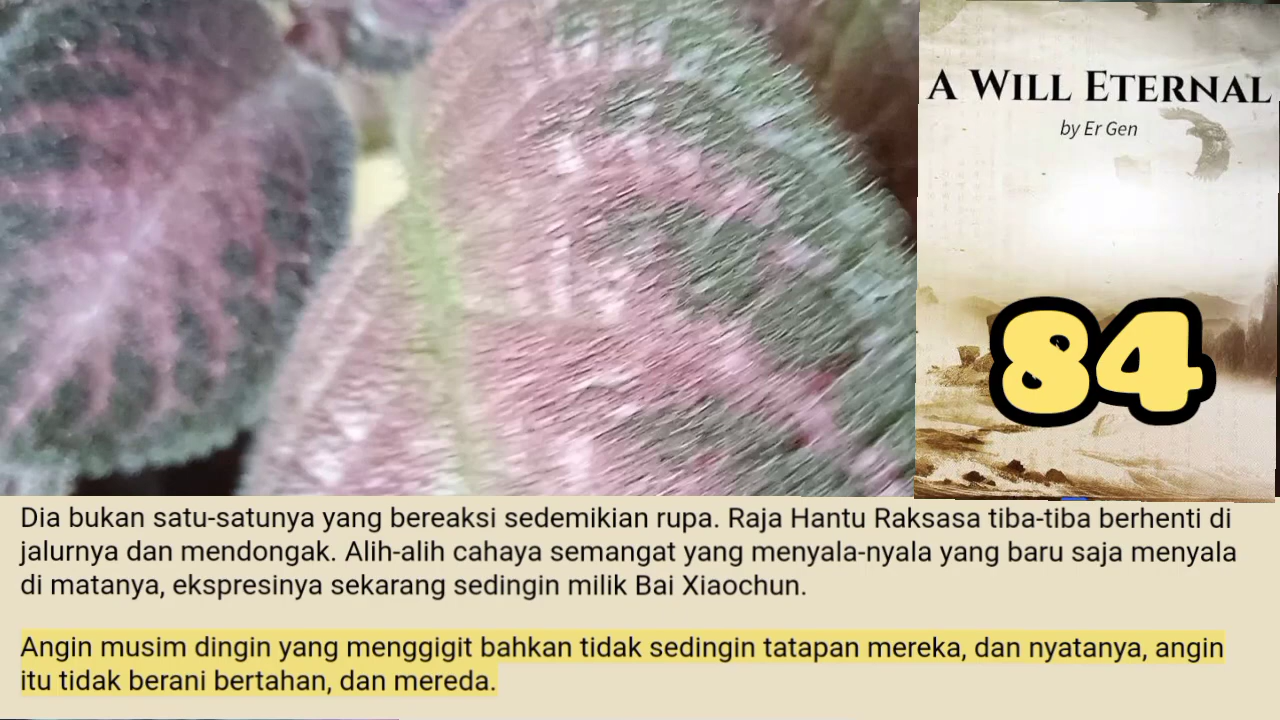 A WILL ETERNAL
by Er Gen
84
Dia bukan satu-satunya yang bereaksi sedemikian rupa. Raja Hantu Raksasa tiba-tiba berhenti di
jalurnya dan mendongak. Alih-alih cahaya semangat yang menyala-nyala yang baru saja menyala
di matanya, ekspresinya sekarang sedingin milik Bai Xiaochun.
Angin musim dingin yang menggigit bahkan tidak sedingin tatapan mereka, dan nyatanya, angin
itu tidak berani bertahan, dan mereda.